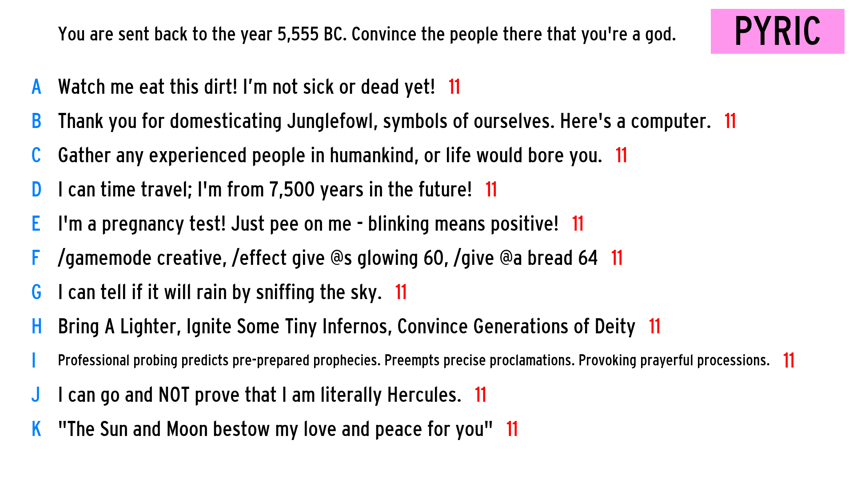 You are sent back to the year 5,555 BC. Convince the people there that you're a god.
PYRIC
A Watch me eat this dirt! I’m not sick or dead yet! 11
B Thank you for domesticating Junglefowl, symbols of ourselves. Here's a computer. 11
C Gather any experienced people in humankind, or life would bore you. 11
D I can time travel; I'm from 7,500 years in the future! 11
E I'm a pregnancy test! Just pee on me - blinking means positive! 11
F /gamemode creative, /effect give @s glowing 60, /give @a bread 64 11
G I can tell if it will rain by sniffing the sky. 11
H Bring A Lighter, Ignite Some Tiny Infernos, Convince Generations of Deity 11
I Professional probing predicts pre-prepared prophecies. Preempts precise proclamations. Provoking prayerful processions. 11
J I can go and NOT prove that I am literally Hercules. 11
K "The Sun and Moon bestow my love and peace for you" 11